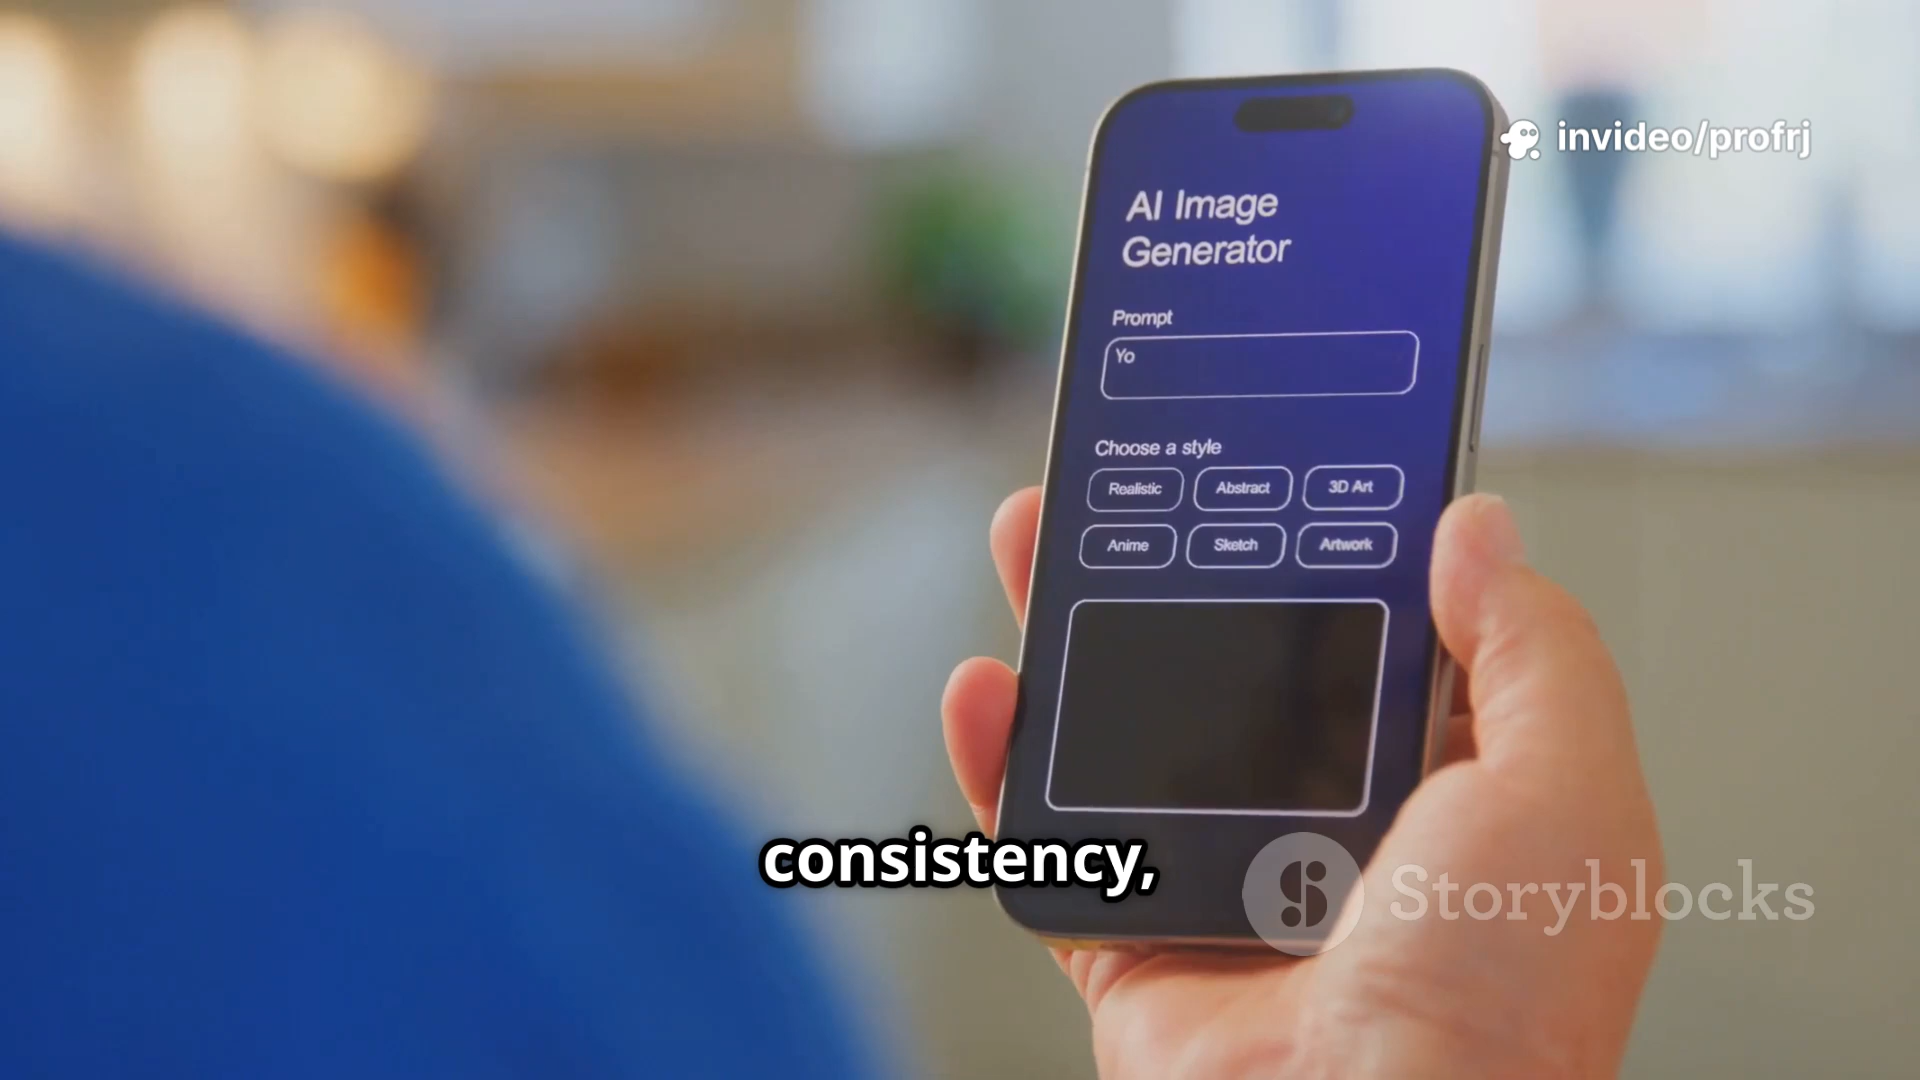 invideo/profrj
AI Image
Generator
Prompt
Yo
Choose a style
Realistic
Abstract
3D Art
Anime
Sketch
Artwork
consistency,
Storyblocks